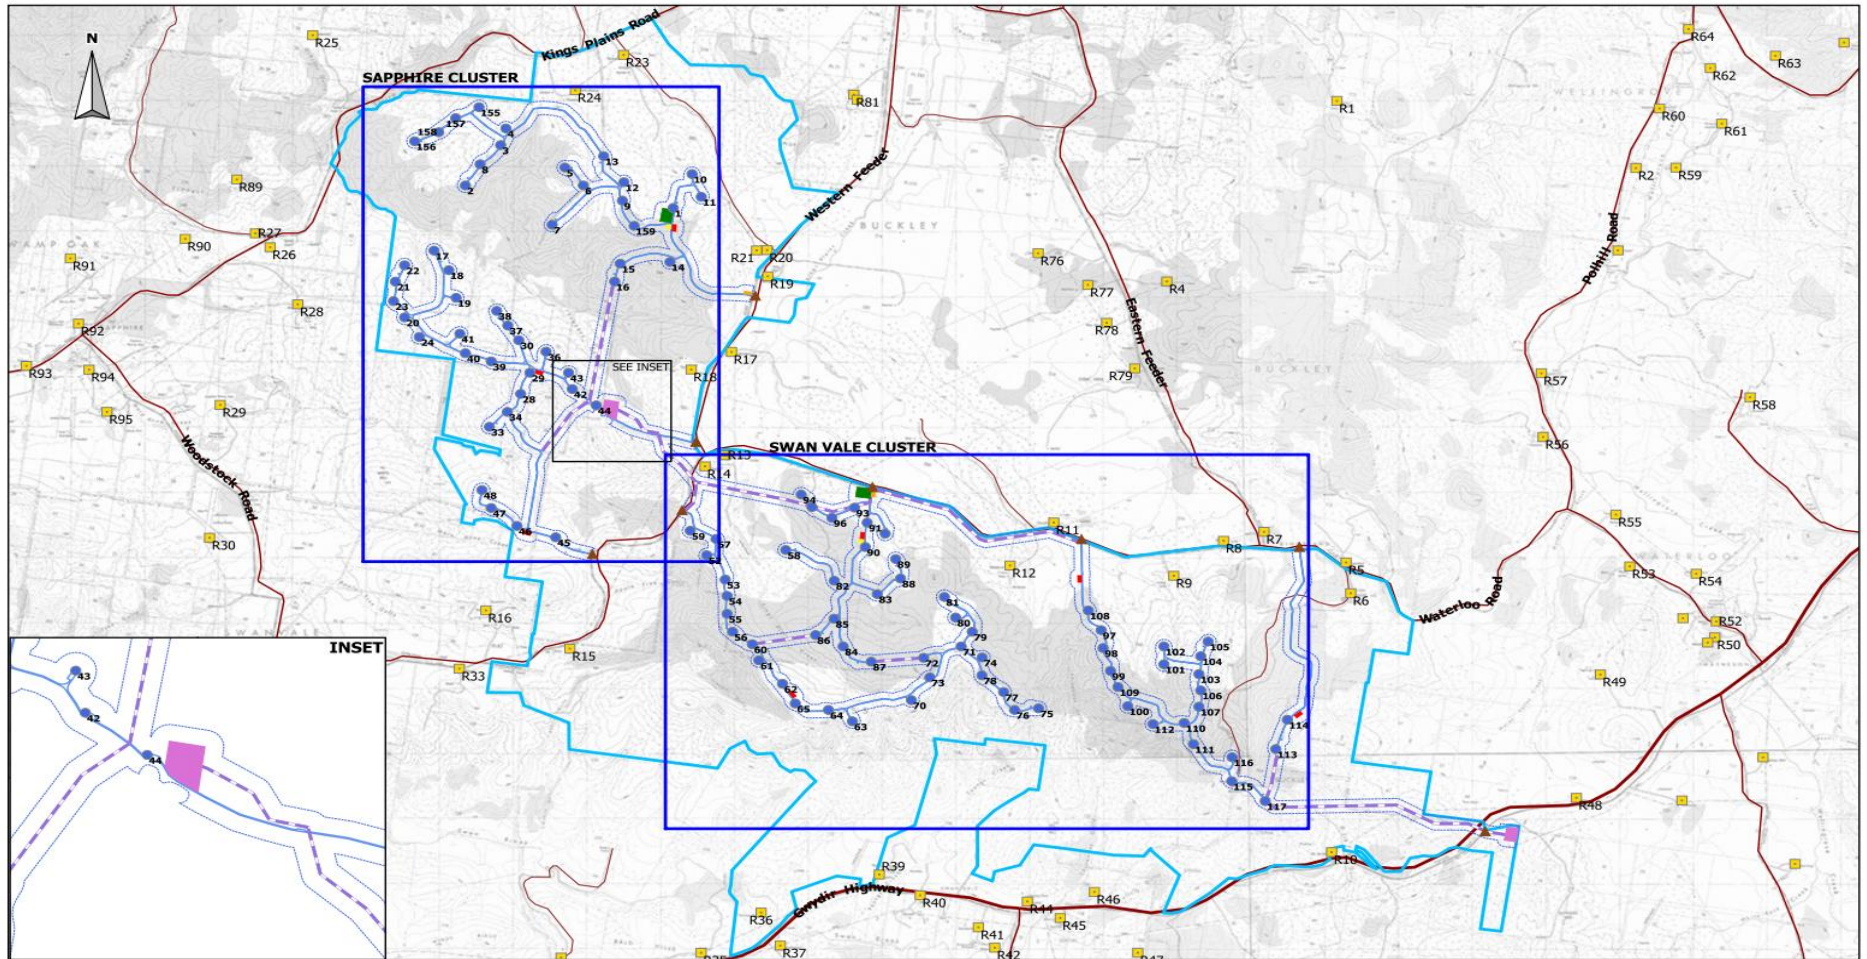 N
Kings Plains Road
SAPPHIRE CLUSTER
R25
R23
R24
R81
R1
R64
R62
R63
R60
R61
R2
R59
R89
R90
R27
R26
R91
R28
R92
R93
R94
R95
R29
R30
Woodstock Road
Western Feeder
BUCKLEY
R21
R20
R19
R17
R18
R76
R77
R78
R79
R4
Eastern Feeder
Polhill Road
R57
R58
R56
R55
R53
R54
R52
R50
R49
R48
155
157
158
156
4
3
8
2
5
6
7
13
12
9
159
1
10
11
14
15
16
17
18
19
22
21
23
20
24
41
40
39
38
37
30
36
29
28
34
33
43
42
44
SEE INSET
48
47
46
45
R13
R14
SWAN VALE CLUSTER
R11
R12
R8
R7
R9
R5
R6
Waterloo Road
94
96
93
91
90
89
88
83
82
58
59
57
52
53
54
55
56
60
61
62
65
64
63
70
73
72
71
87
84
86
85
81
80
79
74
78
77
76
75
108
97
98
99
109
100
112
110
111
102
101
105
104
103
106
107
116
115
117
113
114
R16
R15
R33
INSET
43
42
44
R10
R39
R40
R36
R37
R44
R46
R45
R41
R42
Gwydir Highway